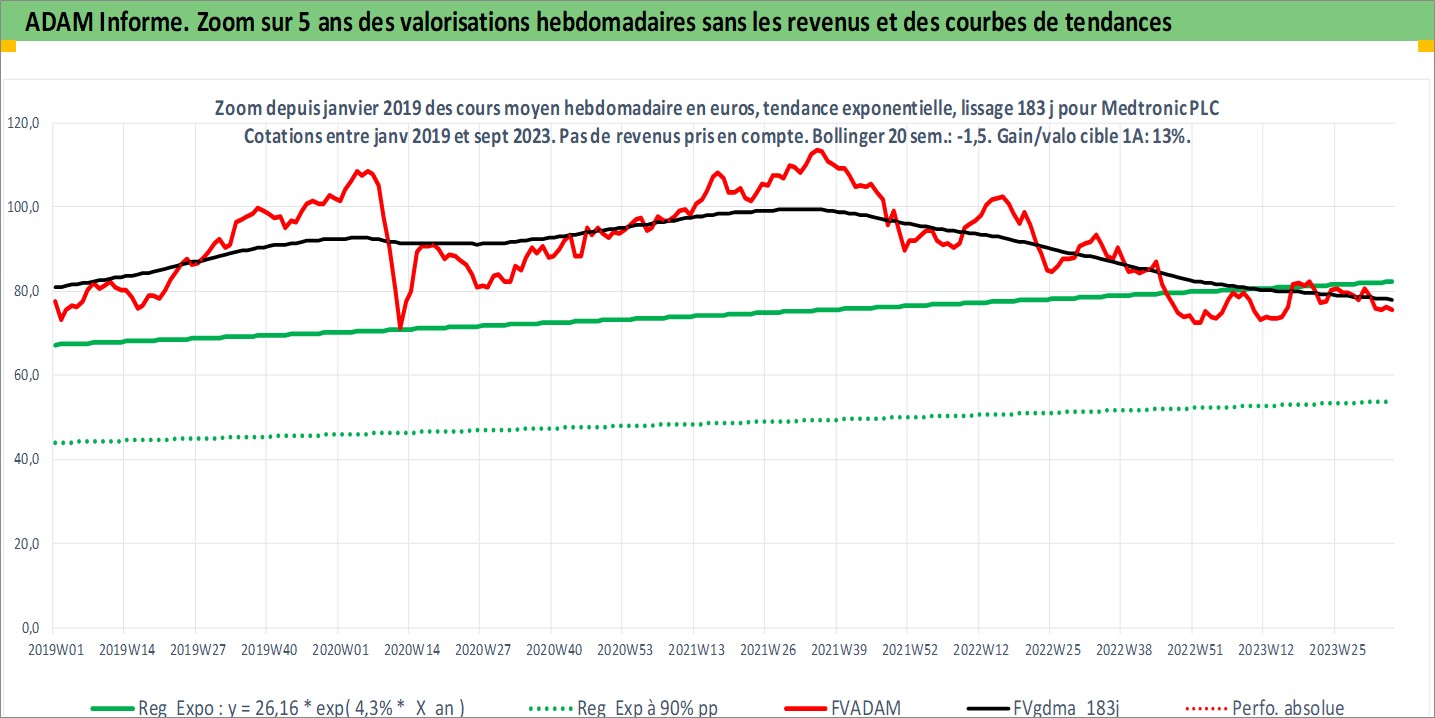 ADAM Informe. Zoom sur 5 ans des valorisations hebdomadaires sans les revenus et des courbes de tendances
Zoom depuis janvier 2019 des cours moyen hebdomadaire en euros, tendance exponentielle, lissage 183 j pour Medtronic PLC
Cotations entre janv 2019 et sept 2023. Pas de revenus pris en compte. Bollinger 20 sem.: -1,5. Gain/valo cible 1A: 13%.
120,0
100,0
80,0
60,0
40,0
20,0
0,0
2019W01 2019W14 2019W27 2019W40 2020W01 2020W14 2020W27 2020W40 2020W53 2021W13 2021W26 2021W39 2021W52 2022W12 2022W25 2022W38 2022W51 2023W12 2023W25
Reg Expo : y = 26,16 * exp( 4,3% * X an ) Reg Exp à 90% pp FVADAM FVgdma 183j Perfo. absolue